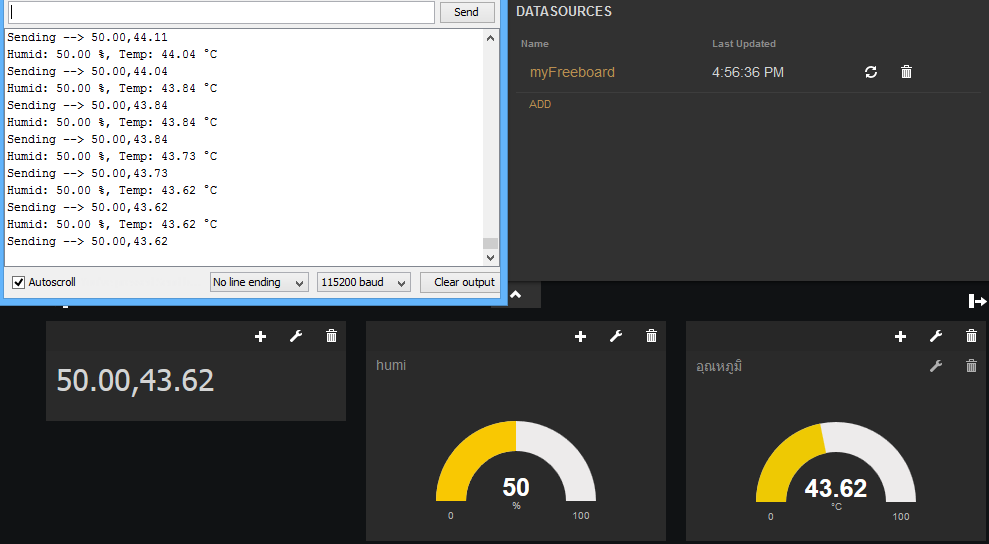 Send
Sending --> 50.00,44.11
Humid: 50.00 %, Temp: 44.04 °C
Sending --> 50.00,44.04
Humid: 50.00 %, Temp: 43.84 °C
Sending --> 50.00,43.84
Humid: 50.00 %, Temp: 43.84 °C
Sending --> 50.00,43.84
Humid: 50.00 %, Temp: 43.73 °C
Sending --> 50.00,43.73
Humid: 50.00 %, Temp: 43.62 °C
Sending --> 50.00,43.62
Humid: 50.00 %, Temp: 43.62 °C
Sending --> 50.00,43.62
Autoscroll
No line ending
115200 baud
Clear output
DATASOURCES
Name Last Updated
myFreeboard 4:56:36 PM
ADD
50.00,43.62
humi
50
%
0 100
อุณหภูมิ
43.62
°C
0 100